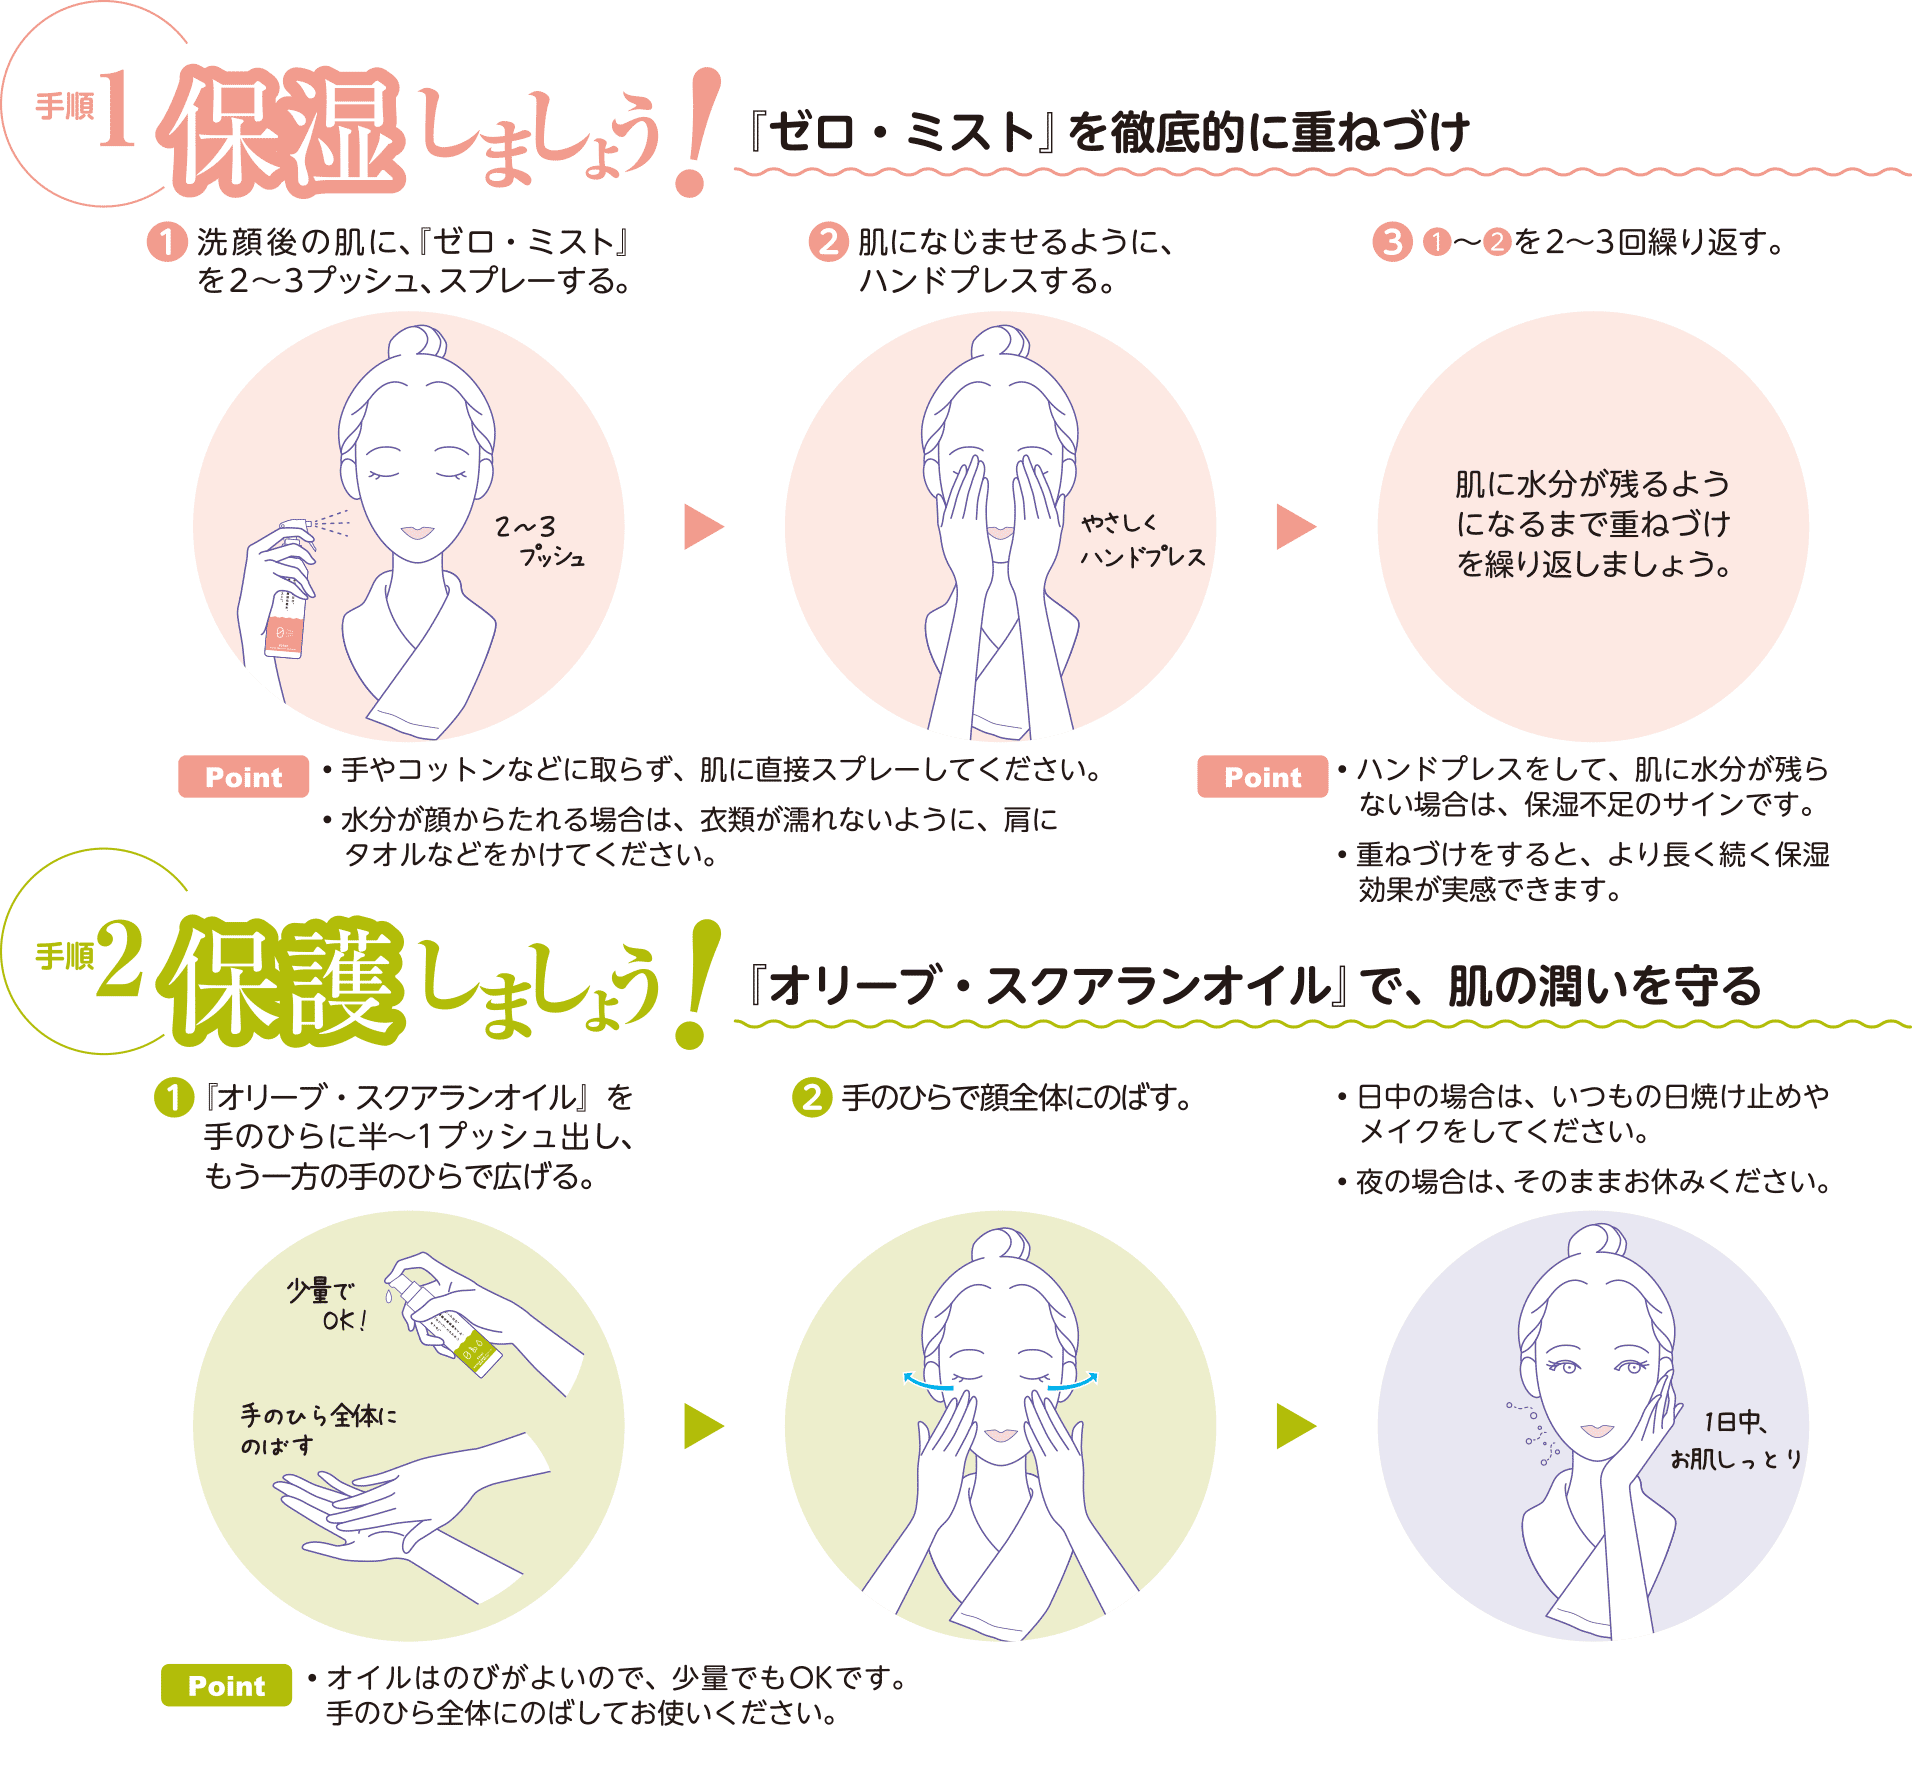 手順1 保湿しましょう! 『ゼロ・ミスト』を徹底的に重ねづけ
1 洗顔後の肌に、『ゼロ・ミスト』
を2〜3プッシュ、スプレーする。
2 肌になじませるように、
ハンドプレスする。
3 1〜2を2〜3回繰り返す。
2〜3
プッシュ
やさしく
ハンドプレス
肌に水分が残るよう
になるまで重ねづけ
を繰り返しましょう。
Point ・手やコットンなどに取らず、肌に直接スプレーしてください。
・水分が顔からたれる場合は、衣類が濡れないように、肩に
タオルなどをかけてください。
Point ・ハンドプレスをして、肌に水分が残ら
ない場合は、保湿不足のサインです。
・重ねづけをすると、より長く続く保湿
効果が実感できます。
手順2 保護しましょう! 『オリーブ・スクアランオイル』で、肌の潤いを守る
1 『オリーブ・スクアランオイル』を
手のひらに半〜1プッシュ出し、
もう一方の手のひらで広げる。
2 手のひらで顔全体にのばす。
・日中の場合は、いつもの日焼け止めや
メイクをしてください。
・夜の場合は、そのままお休みください。
少量で
OK!
手のひら全体に
のばす
1日中、
お肌しっとり
Point ・オイルはのびがよいので、少量でもOKです。
手のひら全体にのばしてお使いください。